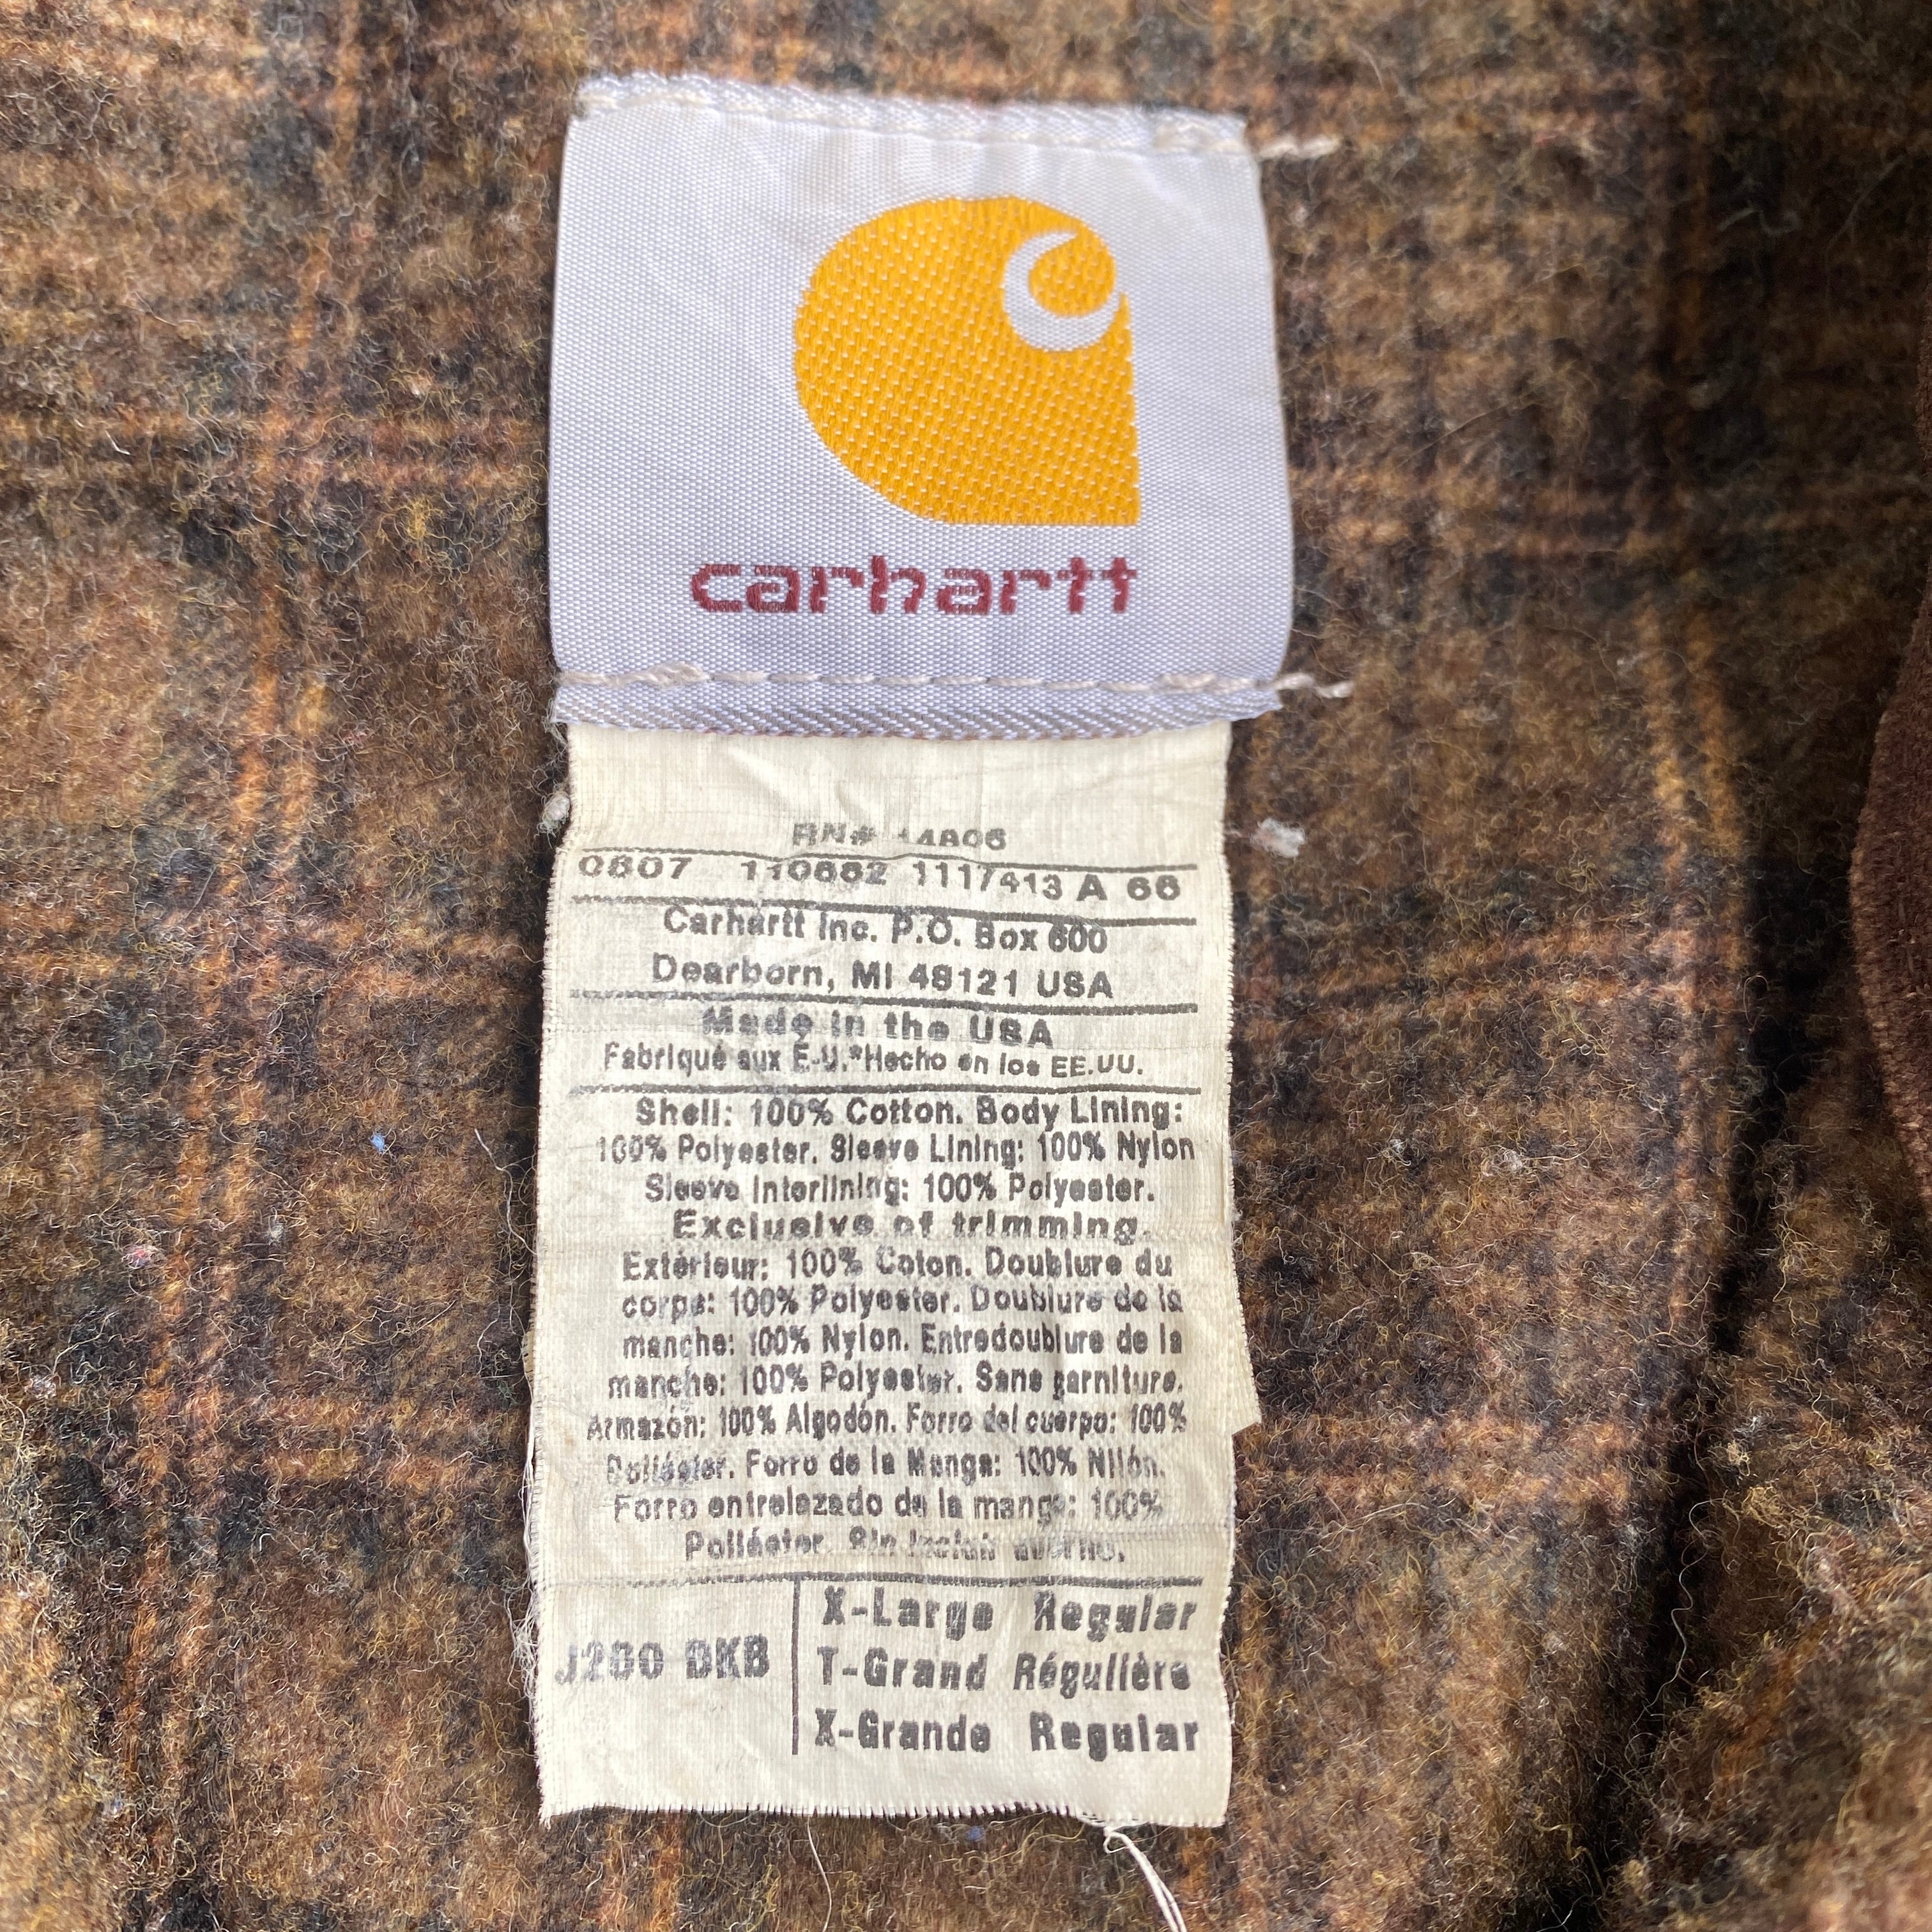 carhartt
RN# 14806
0807 110682 1117413 A 66
Carhartt Inc. P.O. Box 600
Dearborn, MI 48121 USA
Made in the USA
Fabriqué aux E-U.*Hecho en los EE.UU.
Shell: 100% Cotton. Body Lining:
100% Polyester. Sleeve Lining: 100% Nylon
Sleeve Interlining: 100% Polyester.
Exclusive of trimming.
Extérieur: 100% Coton. Doublure du
corps: 100% Polyester. Doublure de la
manche: 100% Nylon. Entredoublure de la
manche: 100% Polyester. Sans garniture.
Armazón: 100% Algodón. Forro del cuerpo: 100%
Poliéster. Forro de la Manga: 100% Nilón.
Forro entrelazado de la manga: 100%
Poliéster. Sin incluir
J200 DKB
X-Large Regular
T-Grand Régulière
X-Grande Regular